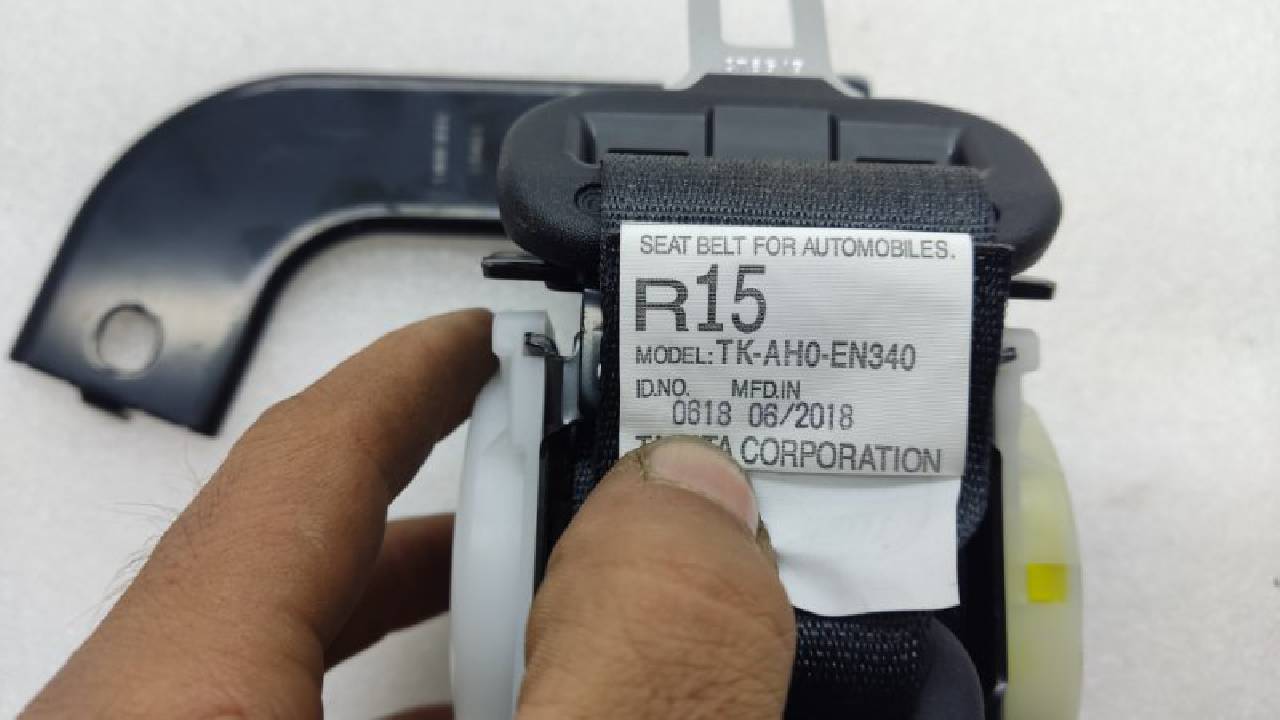 SEAT BELT FOR AUTOMOBILES.
R15
MODEL: TK-AH0-EN340
ID.NO. MFD.IN
0618 06/2018
CORPORATION